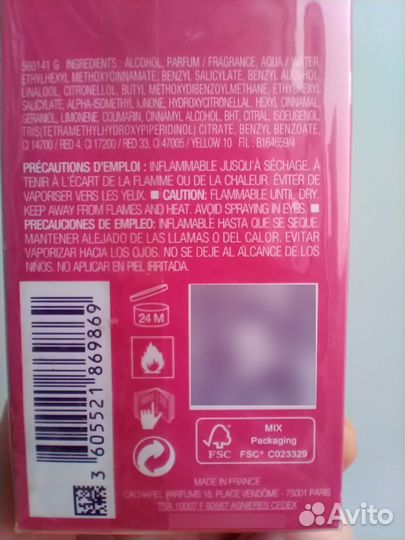 560141 G INGREDIENTS : ALCOHOL, PARFUM / FRAGRANCE, AQUA / WATER,
ETHYLHEXYL METHOXYCINNAMATE, BENZYL SALICYLATE, BENZYL ALCOHOL,
LINALOOL, CITRONELLOL, BUTYL METHOXYDIBENZOYLMETHANE, ETHYLHEXYL
SALICYLATE, ALPHA-ISOMETHYL IONONE, HYDROXYCITRONELLAL, HEXYL CINNAMAL,
GERANIOL, LIMONENE, COUMARIN, CINNAMYL ALCOHOL, BHT, CITRAL, ISOEUGENOL,
TRIS(TETRAMETHYLHYDROXYPIPERIDINOL) CITRATE, BENZYL BENZOATE,
CI 14700 / RED 4, CI 17200 / RED 33, CI 47005 / YELLOW 10 FIL : B164659/4
PRÉCAUTIONS D'EMPLOI : INFLAMMABLE JUSQU'À SÉCHAGE. À
TENIR À L'ÉCART DE LA FLAMME OU DE LA CHALEUR. ÉVITER DE
VAPORISER VERS LES YEUX. CAUTION: FLAMMABLE UNTIL DRY.
KEEP AWAY FROM FLAMES AND HEAT. AVOID SPRAYING IN EYES.
PRECAUCIONES DE EMPLEO: INFLAMABLE HASTA QUE SE SEQUE.
MANTENER ALEJADO DE LAS LLAMAS O DEL CALOR. EVITAR
VAPORIZAR HACIA LOS OJOS. NO SE DEJE AL ALCANCE DE LOS
NIÑOS. NO APLICAR EN PIEL IRRITADA.
24 M
3 605521 869869
FSC
MIX
Packaging
FSC® C023329
MADE IN FRANCE
CACHAREL PARFUMS 16, PLACE VENDÔME - 75001 PARIS
TSA 10007 F 92667 ASNIERES CEDEX
Avito